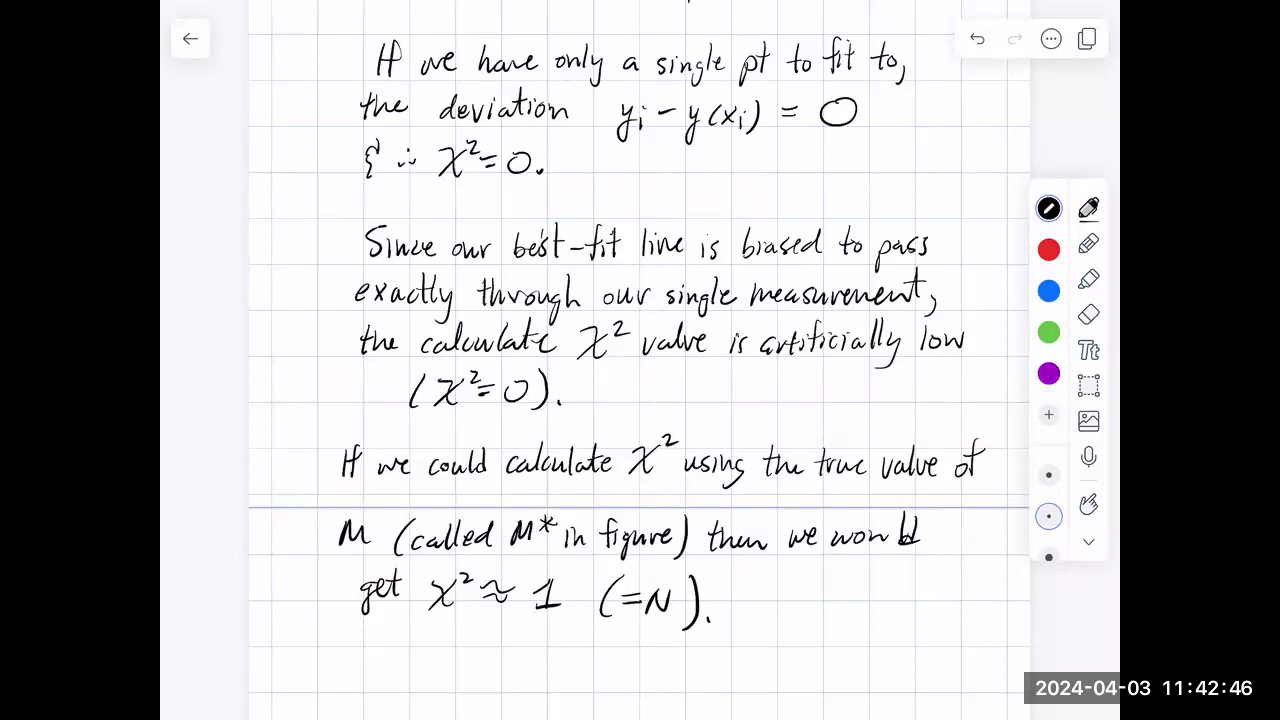 If we have only a single pt to fit to,
the deviation yᵢ - y(xᵢ) = 0
& ∴ χ² = 0.
Since our best-fit line is biased to pass
exactly through our single measurement,
the calculate χ² value is artificially low
(χ² = 0).
If we could calculate χ² using the true value of
M (called M* in figure) then we would
get χ² ≈ 1 (=N).
Tt
2024-04-03 11:42:46